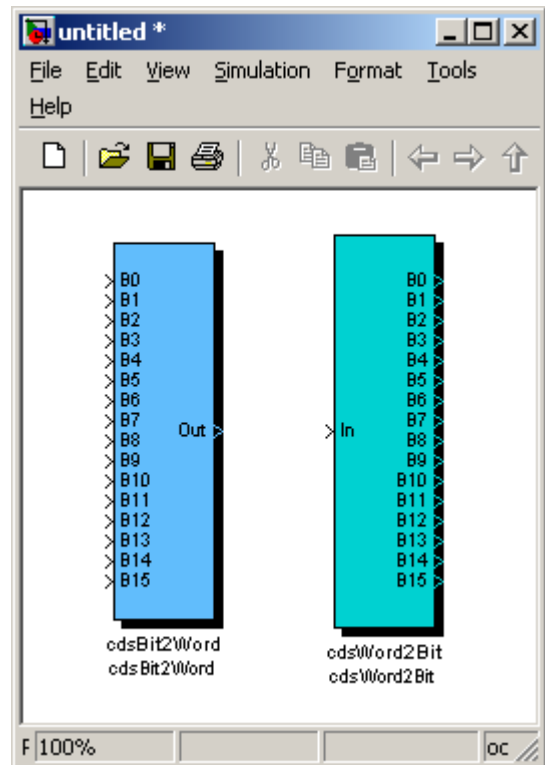 untitled *
File Edit View Simulation Format Tools
Help
B0
B1
B2
B3
B4
B5
B6
B7
B8
B9
B10
B11
B12
B13
B14
B15
Out
cdsBit2Word
cdsBit2Word
In
B0
B1
B2
B3
B4
B5
B6
B7
B8
B9
B10
B11
B12
B13
B14
B15
cdsWord2Bit
cdsWord2Bit
F 100% oc